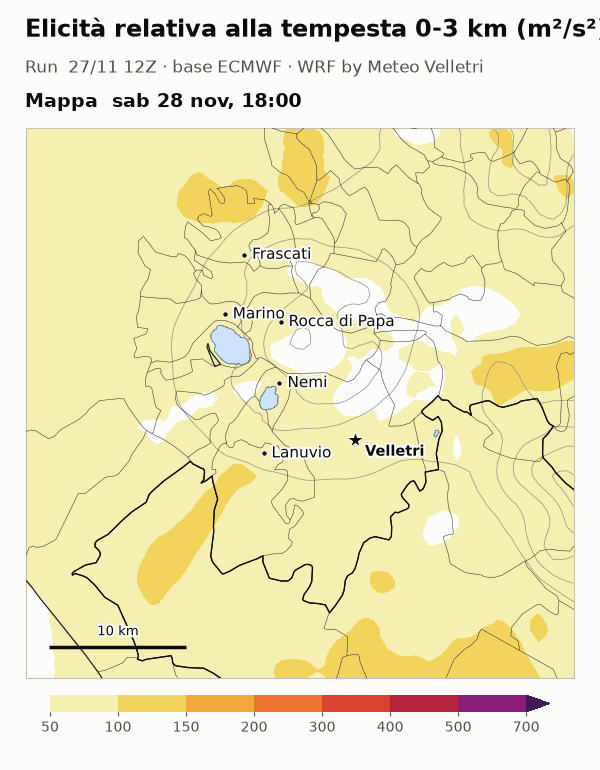 Elicità relativa alla tempesta 0-3 km (m²/s²)
Run 27/11 12Z · base ECMWF · WRF by Meteo Velletri
Mappa sab 28 nov, 18:00
Frascati
Marino
Rocca di Papa
Nemi
Velletri
Lanuvio
10 km
50 100 150 200 300 400 500 700